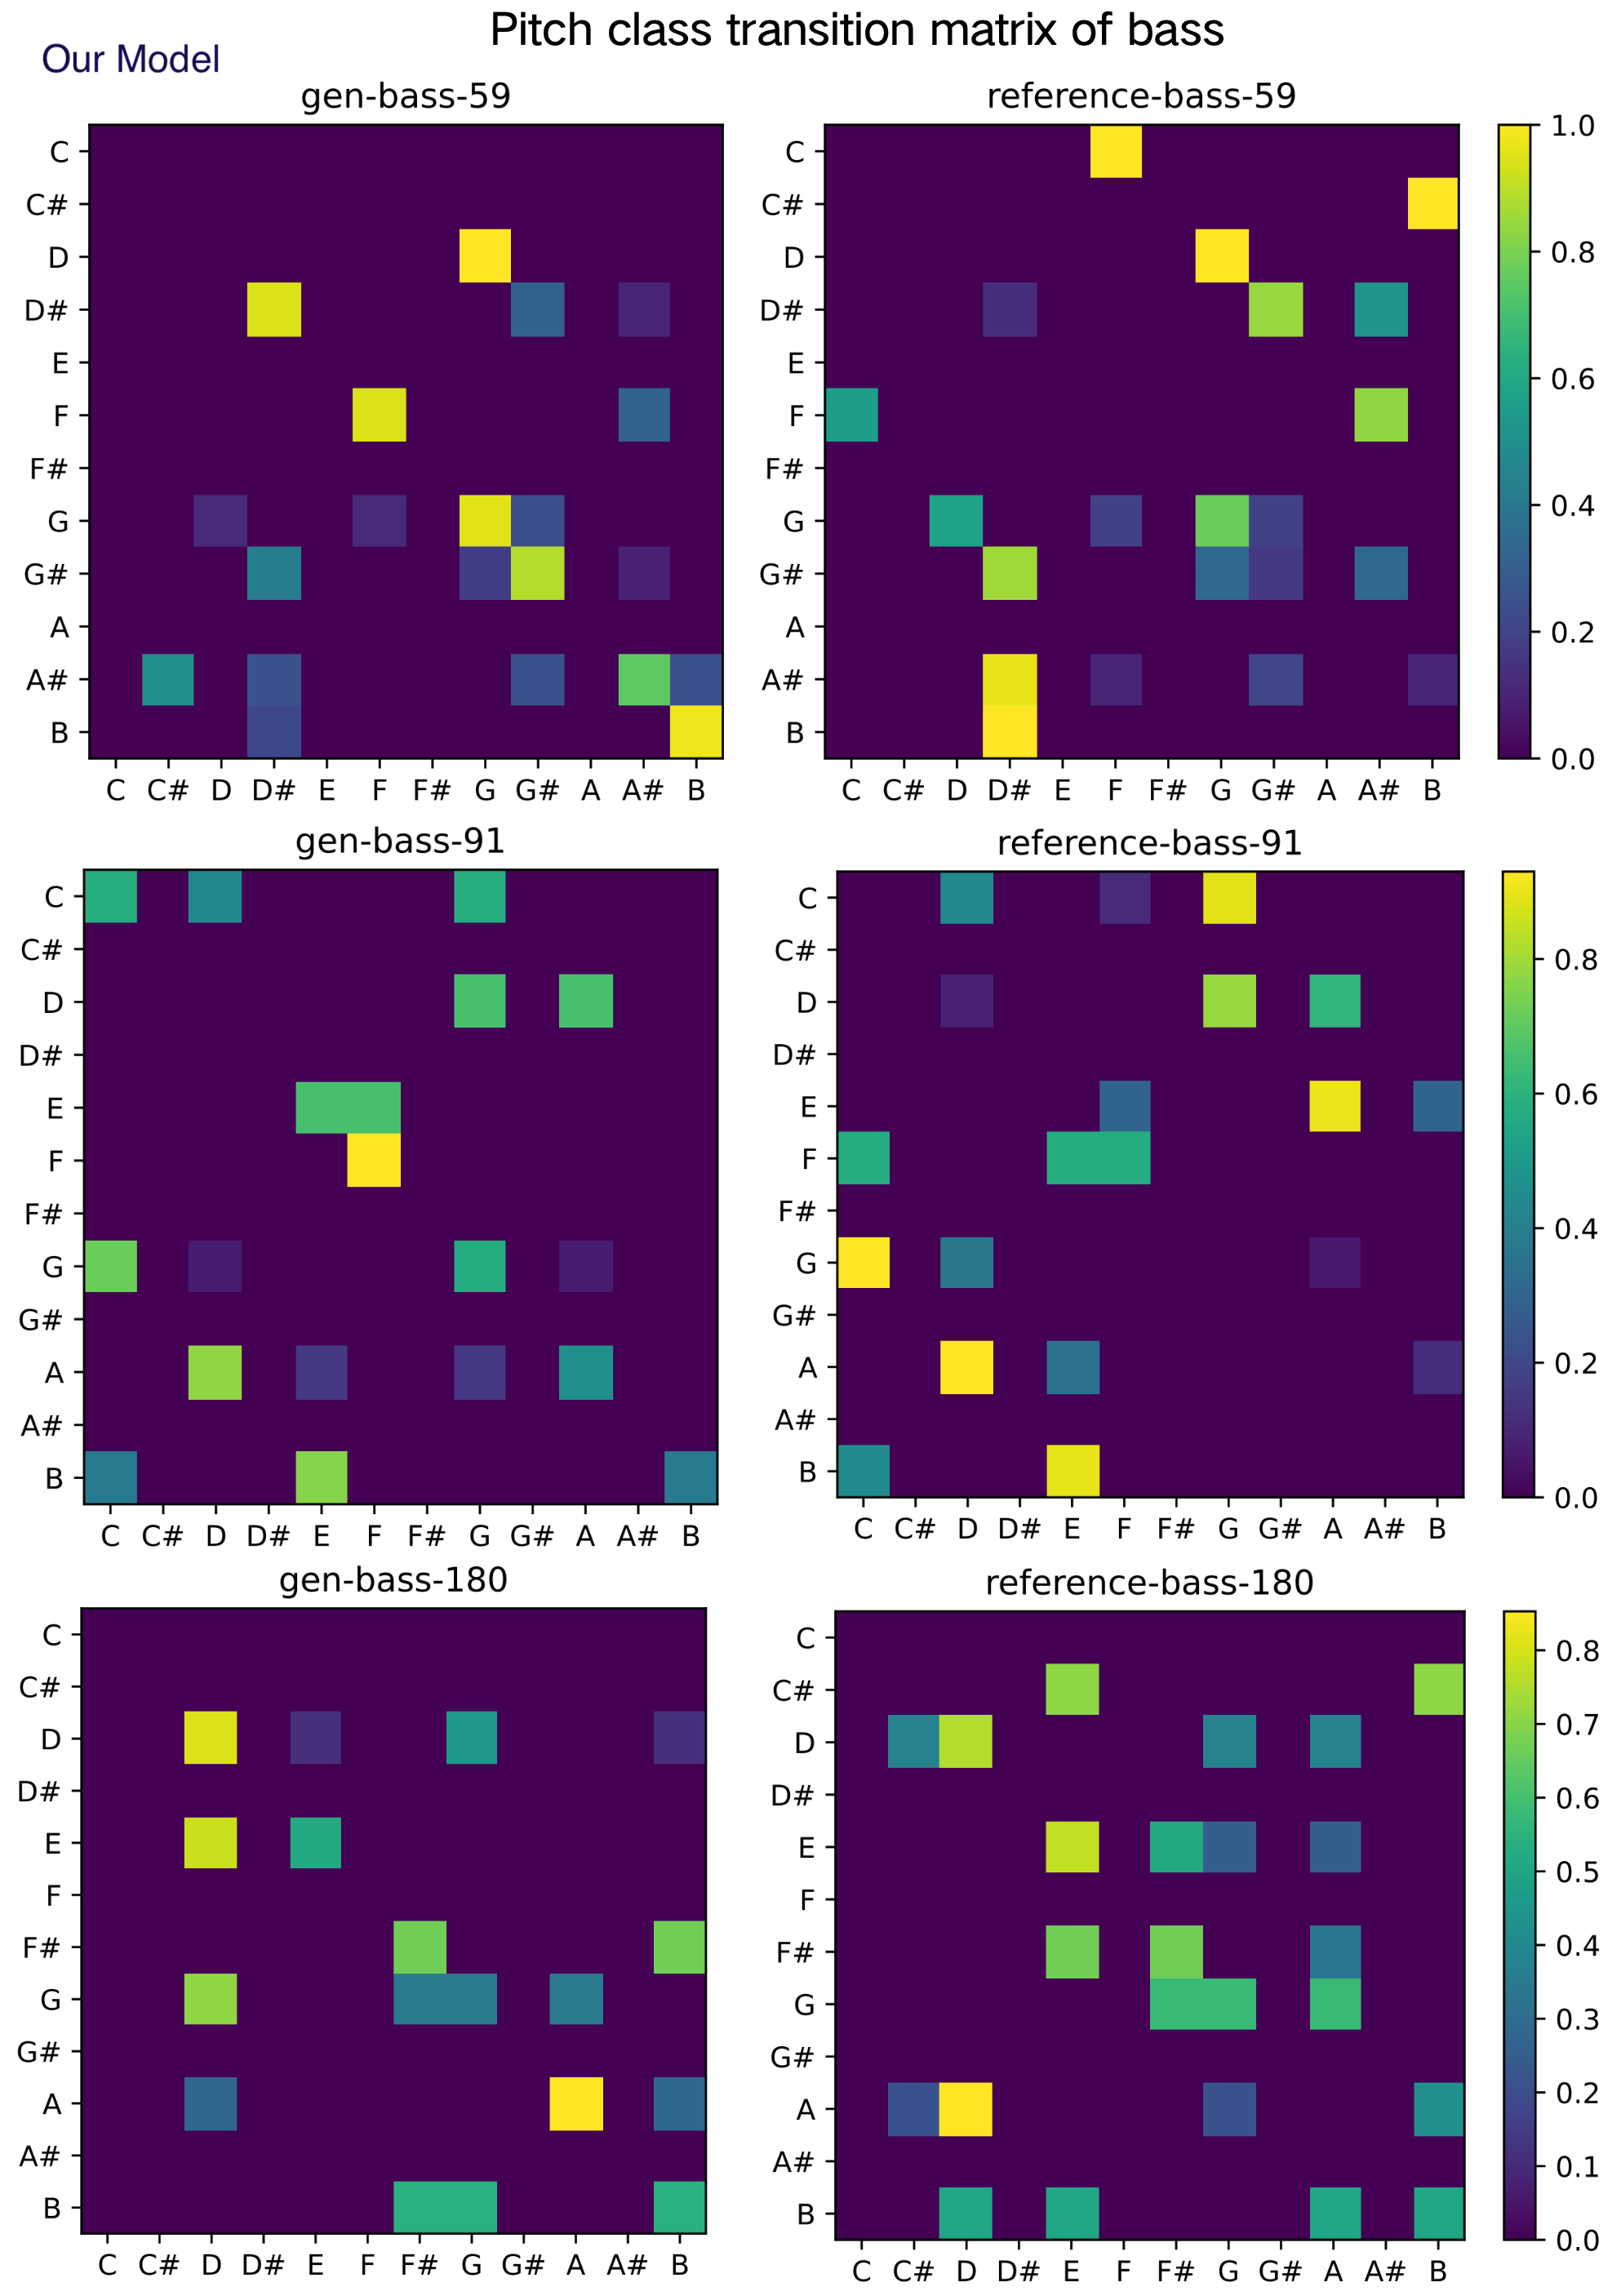 Pitch class transition matrix of bass
Our Model
gen-bass-59
C
C#
D
D#
E
F
F#
G
G#
A
A#
B
C C# D D# E F F# G G# A A# B
reference-bass-59
C
C#
D
D#
E
F
F#
G
G#
A
A#
B
C C# D D# E F F# G G# A A# B
1.0
0.8
0.6
0.4
0.2
0.0
gen-bass-91
C
C#
D
D#
E
F
F#
G
G#
A
A#
B
C C# D D# E F F# G G# A A# B
reference-bass-91
C
C#
D
D#
E
F
F#
G
G#
A
A#
B
C C# D D# E F F# G G# A A# B
0.8
0.6
0.4
0.2
0.0
gen-bass-180
C
C#
D
D#
E
F
F#
G
G#
A
A#
B
C C# D D# E F F# G G# A A# B
reference-bass-180
C
C#
D
D#
E
F
F#
G
G#
A
A#
B
C C# D D# E F F# G G# A A# B
0.8
0.7
0.6
0.5
0.4
0.3
0.2
0.1
0.0